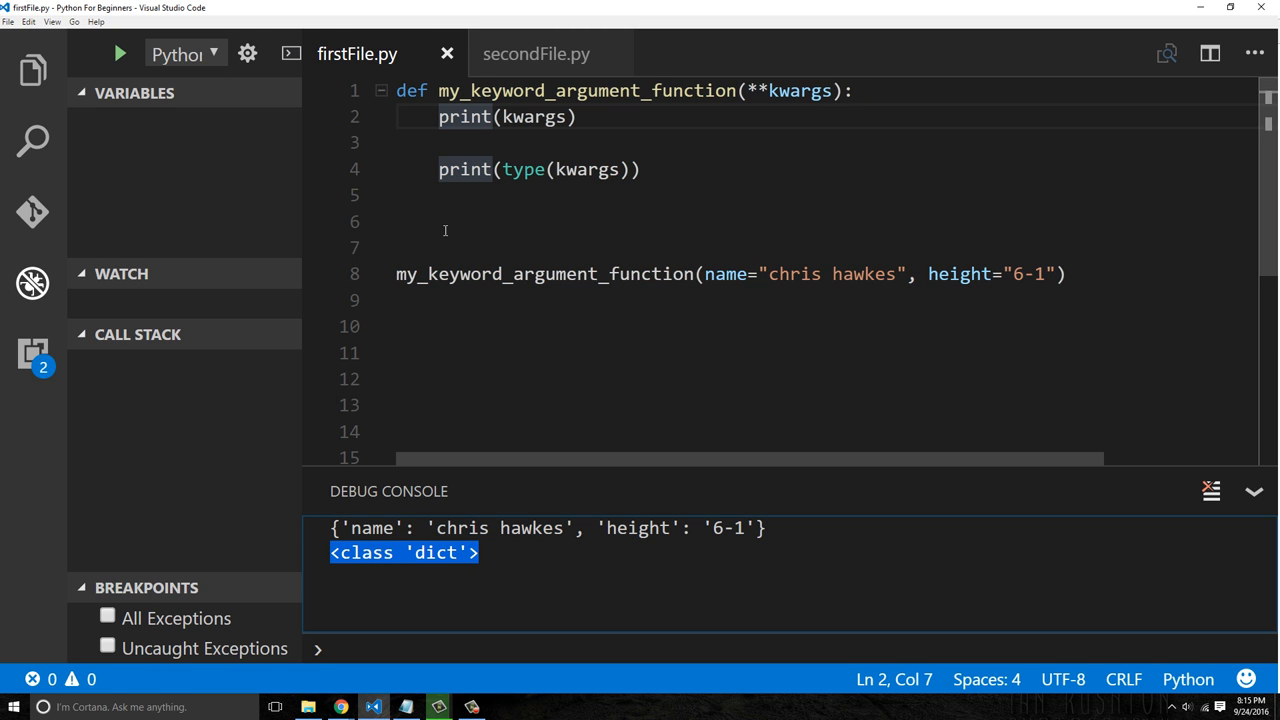 firstFile.py - Python For Beginners - Visual Studio Code
File Edit View Go Help
Python firstFile.py secondFile.py
VARIABLES
WATCH
CALL STACK
2
BREAKPOINTS
All Exceptions
Uncaught Exceptions
1 def my_keyword_argument_function(**kwargs):
2 print(kwargs)
3
4 print(type(kwargs))
5
6
7
8 my_keyword_argument_function(name="chris hawkes", height="6-1")
9
10
11
12
13
14
15
DEBUG CONSOLE
{'name': 'chris hawkes', 'height': '6-1'}
<class 'dict'>
0 0 Ln 2, Col 7 Spaces: 4 UTF-8 CRLF Python
I'm Cortana. Ask me anything.
8:15 PM
9/24/2016